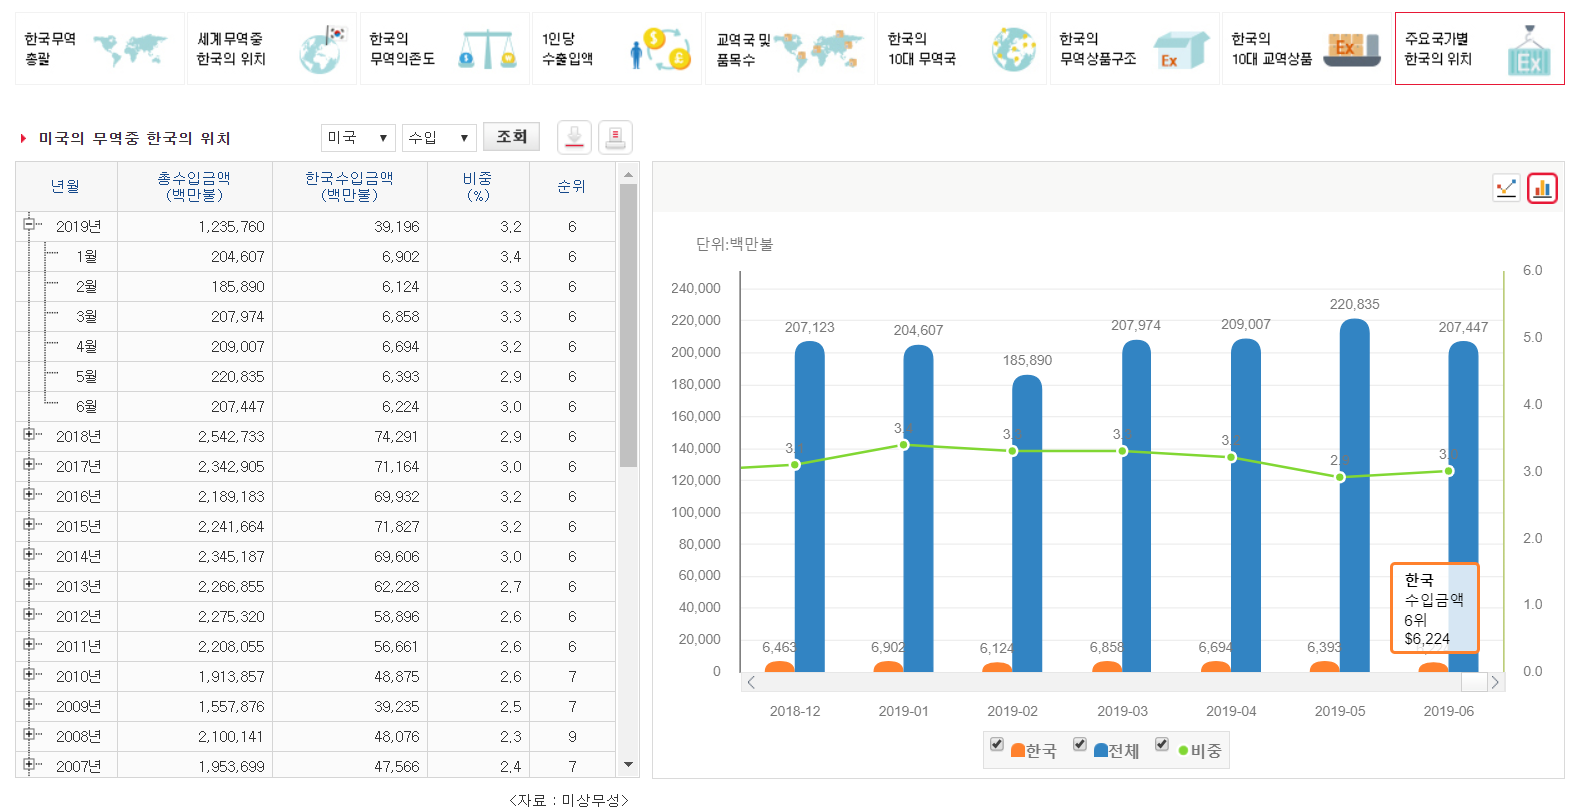 한국무역
총괄
세계무역중
한국의 위치
한국의
무역의존도
1인당
수출입액
교역국 및
품목수
한국의
10대 무역국
한국의
무역상품구조
Ex
한국의
10대 교역상품
Ex
주요국가별
한국의 위치
Ex
미국의 무역중 한국의 위치
미국 ▼ 수입 ▼ 조회
년월 총수입금액 (백만불) 한국수입금액 (백만불) 비중 (%) 순위
2019년 1,235,760 39,196 3.2 6
1월 204,607 6,902 3.4 6
2월 185,890 6,124 3.3 6
3월 207,974 6,858 3.3 6
4월 209,007 6,694 3.2 6
5월 220,835 6,393 2.9 6
6월 207,447 6,224 3.0 6
2018년 2,542,733 74,291 2.9 6
2017년 2,342,905 71,164 3.0 6
2016년 2,189,183 69,932 3.2 6
2015년 2,241,664 71,827 3.2 6
2014년 2,345,187 69,606 3.0 6
2013년 2,266,855 62,228 2.7 6
2012년 2,275,320 58,896 2.6 6
2011년 2,208,055 56,661 2.6 6
2010년 1,913,857 48,875 2.6 7
2009년 1,557,876 39,235 2.5 7
2008년 2,100,141 48,076 2.3 9
2007년 1,953,699 47,566 2.4 7
<자료 : 미상무성>
단위:백만불
240,000
220,000
200,000
180,000
160,000
140,000
120,000
100,000
80,000
60,000
40,000
20,000
0
6.0
5.0
4.0
3.0
2.0
1.0
0.0
207,123 204,607 185,890 207,974 209,007 220,835 207,447
6,463 6,902 6,124 6,858 6,694 6,393
한국
수입금액
6위
$6,224
2018-12 2019-01 2019-02 2019-03 2019-04 2019-05 2019-06
한국 전체 비중